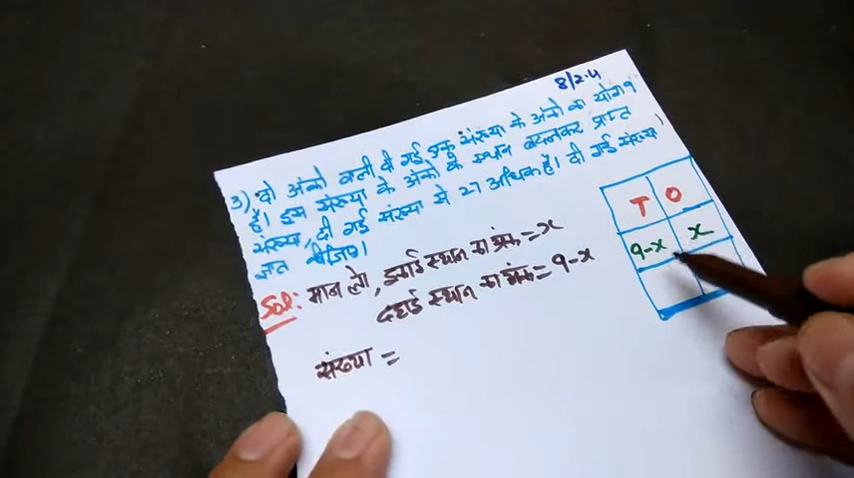 8/2.4
3) दो अंको वाली दी गई एक संख्या के अंको का योग 9
है। इस संख्या के अंको के स्थान बदलकर प्राप्त
संख्या, दी गई संख्या से 27 अधिक है। दी गई संख्या
ज्ञात कीजिए।
Sol: मान लो, इकाई स्थान का अंक = x
दहाई स्थान का अंक = 9-x
संख्या =
T O
9-x x